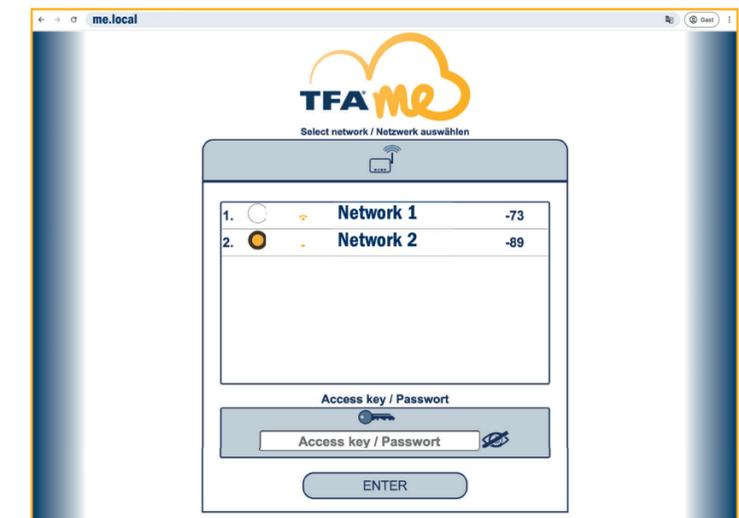 me.local
Gast
TFA me
Select network / Netzwerk auswählen
1. Network 1 -73
2. Network 2 -89
Access key / Passwort
Access key / Passwort
ENTER